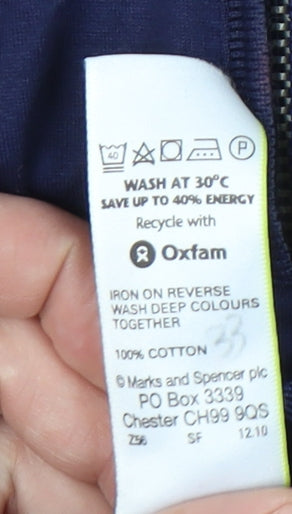 40 P
WASH AT 30°C
SAVE UP TO 40% ENERGY
Recycle with
Oxfam
IRON ON REVERSE
WASH DEEP COLOURS
TOGETHER
100% COTTON 33
© Marks and Spencer plc
PO Box 3339
Chester CH99 9QS
Z56 SF 12.10